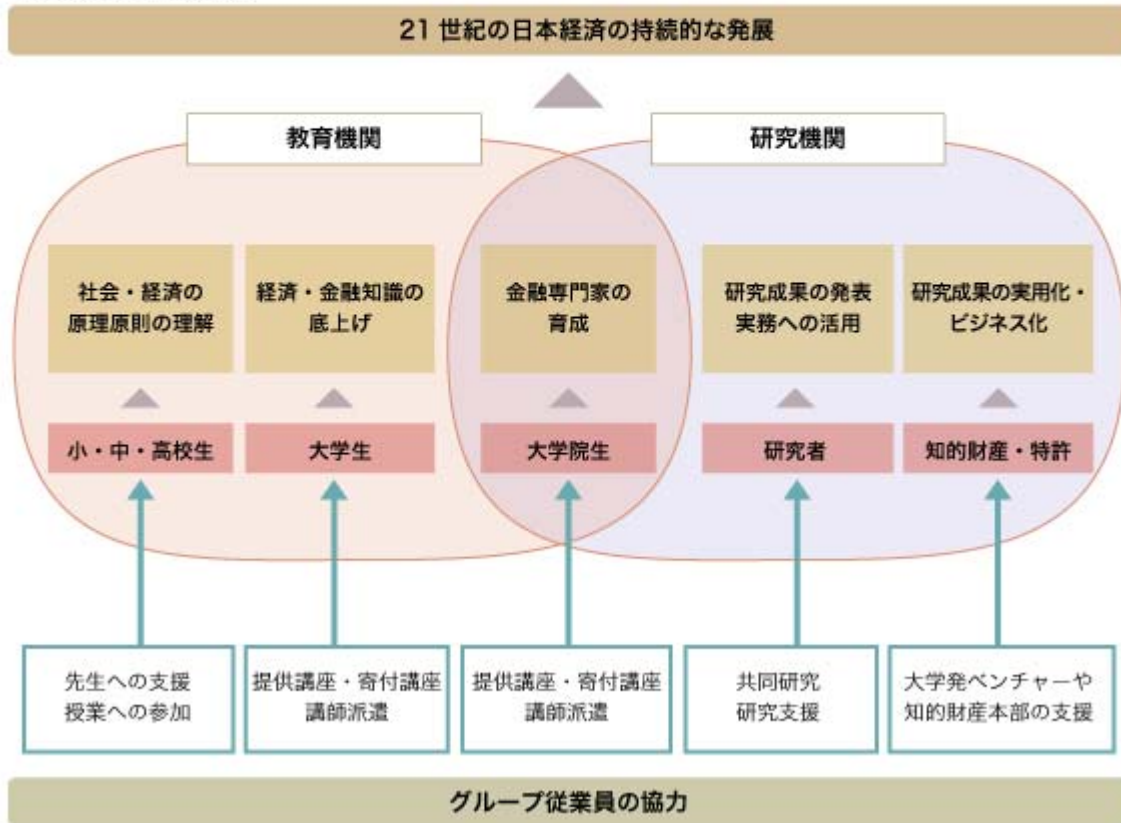 21 世紀の日本経済の持続的な発展
教育機関
研究機関
社会・経済の
原理原則の理解
経済・金融知識の
底上げ
金融専門家の
育成
研究成果の発表
実務への活用
研究成果の実用化・
ビジネス化
小・中・高校生
大学生
大学院生
研究者
知的財産・特許
先生への支援
授業への参加
提供講座・寄付講座
講師派遣
提供講座・寄付講座
講師派遣
共同研究
研究支援
大学発ベンチャーや
知的財産本部の支援
グループ従業員の協力